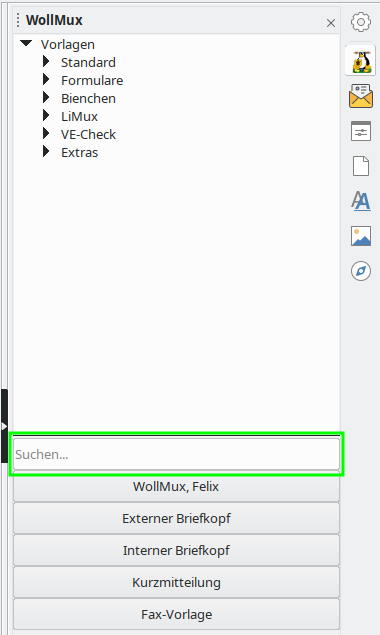 WollMux
Vorlagen
Standard
Formulare
Bienchen
LiMux
VE-Check
Extras
Suchen...
WollMux, Felix
Externer Briefkopf
Interner Briefkopf
Kurzmitteilung
Fax-Vorlage